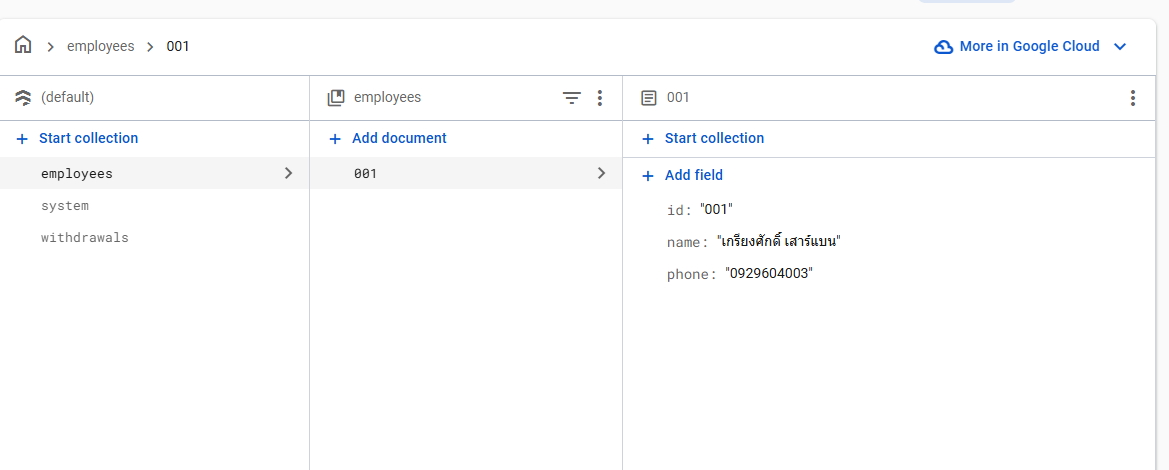 employees 001 More in Google Cloud
(default) employees 001
+ Start collection + Add document + Start collection
employees 001 + Add field
system id: "001"
withdrawals name: "เกรียงศักดิ์ เสาร์แบน"
phone: "0929604003"